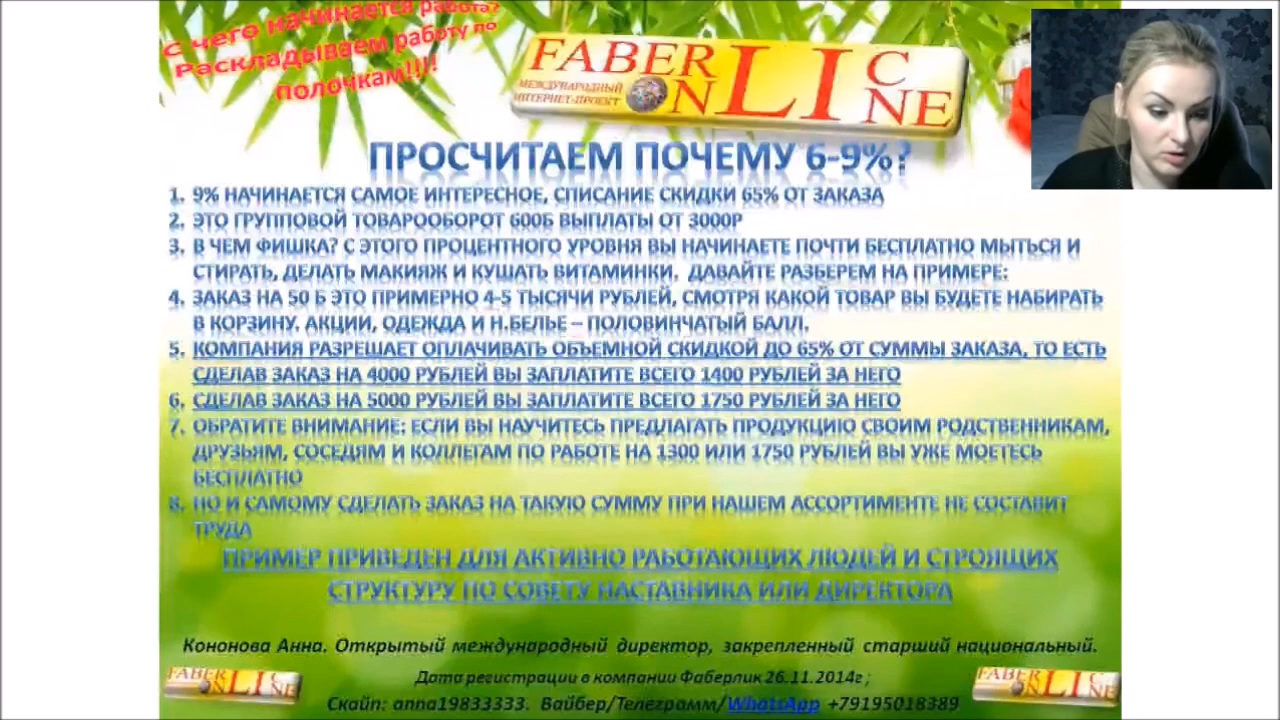 С чего начинается работа?
Раскладываем работу по
полочкам!!!!
FABERLIC
ONLINE
МЕЖДУНАРОДНЫЙ
ИНТЕРНЕТ-ПРОЕКТ
ПРОСЧИТАЕМ ПОЧЕМУ 6-9%?
1. 9% НАЧИНАЕТСЯ САМОЕ ИНТЕРЕСНОЕ, СПИСАНИЕ СКИДКИ 65% ОТ ЗАКАЗА
2. ЭТО ГРУППОВОЙ ТОВАРООБОРОТ 600Б ВЫПЛАТЫ ОТ 3000Р
3. В ЧЕМ ФИШКА? С ЭТОГО ПРОЦЕНТНОГО УРОВНЯ ВЫ НАЧИНАЕТЕ ПОЧТИ БЕСПЛАТНО МЫТЬСЯ И
СТИРАТЬ, ДЕЛАТЬ МАКИЯЖ И КУШАТЬ ВИТАМИНКИ. ДАВАЙТЕ РАЗБЕРЕМ НА ПРИМЕРЕ:
4. ЗАКАЗ НА 50 Б ЭТО ПРИМЕРНО 4-5 ТЫСЯЧИ РУБЛЕЙ, СМОТРЯ КАКОЙ ТОВАР ВЫ БУДЕТЕ НАБИРАТЬ
В КОРЗИНУ. АКЦИИ, ОДЕЖДА И Н.БЕЛЬЕ – ПОЛОВИНЧАТЫЙ БАЛЛ.
5. КОМПАНИЯ РАЗРЕШАЕТ ОПЛАЧИВАТЬ ОБЪЕМНОЙ СКИДКОЙ ДО 65% ОТ СУММЫ ЗАКАЗА, ТО ЕСТЬ
СДЕЛАВ ЗАКАЗ НА 4000 РУБЛЕЙ ВЫ ЗАПЛАТИТЕ ВСЕГО 1400 РУБЛЕЙ ЗА НЕГО
6. СДЕЛАВ ЗАКАЗ НА 5000 РУБЛЕЙ ВЫ ЗАПЛАТИТЕ ВСЕГО 1750 РУБЛЕЙ ЗА НЕГО
7. ОБРАТИТЕ ВНИМАНИЕ: ЕСЛИ ВЫ НАУЧИТЕСЬ ПРЕДЛАГАТЬ ПРОДУКЦИЮ СВОИМ РОДСТВЕННИКАМ,
ДРУЗЬЯМ, СОСЕДЯМ И КОЛЛЕГАМ ПО РАБОТЕ НА 1300 ИЛИ 1750 РУБЛЕЙ ВЫ УЖЕ МОЕТЕСЬ
БЕСПЛАТНО
8. НО И САМОМУ СДЕЛАТЬ ЗАКАЗ НА ТАКУЮ СУММУ ПРИ НАШЕМ АССОРТИМЕНТЕ НЕ СОСТАВИТ
ТРУДА
ПРИМЕР ПРИВЕДЕН ДЛЯ АКТИВНО РАБОТАЮЩИХ ЛЮДЕЙ И СТРОЯЩИХ
СТРУКТУРУ ПО СОВЕТУ НАСТАВНИКА ИЛИ ДИРЕКТОРА
Кононова Анна. Открытый международный директор, закрепленный старший национальный.
Дата регистрации в компании Фаберлик 26.11.2014г ;
Скайп: anna19833333. Вайбер/Телеграмм/WhatsApp +79195018389
FABERLIC
ONLINE
FABERLIC
ONLINE